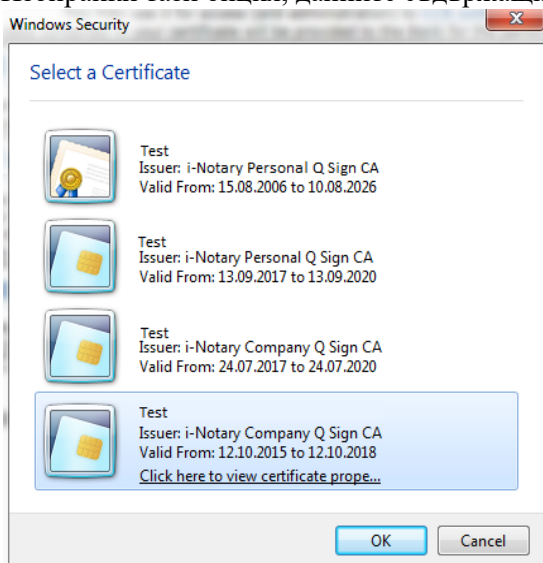 Windows Security
Select a Certificate
Test
Issuer: i-Notary Personal Q Sign CA
Valid From: 15.08.2006 to 10.08.2026
Test
Issuer: i-Notary Personal Q Sign CA
Valid From: 13.09.2017 to 13.09.2020
Test
Issuer: i-Notary Company Q Sign CA
Valid From: 24.07.2017 to 24.07.2020
Test
Issuer: i-Notary Company Q Sign CA
Valid From: 12.10.2015 to 12.10.2018
Click here to view certificate prope...
OK Cancel